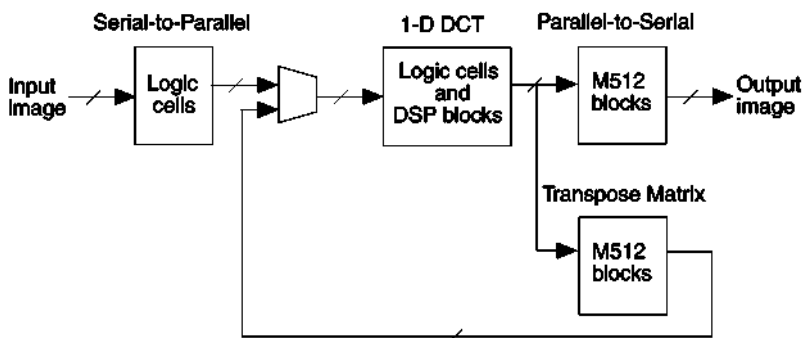 Serial-to-Parallel
1-D DCT
Parallel-to-Serial
Input
Image
Logic
cells
Logic cells
and
DSP blocks
M512
blocks
Output
image
Transpose Matrix
M512
blocks